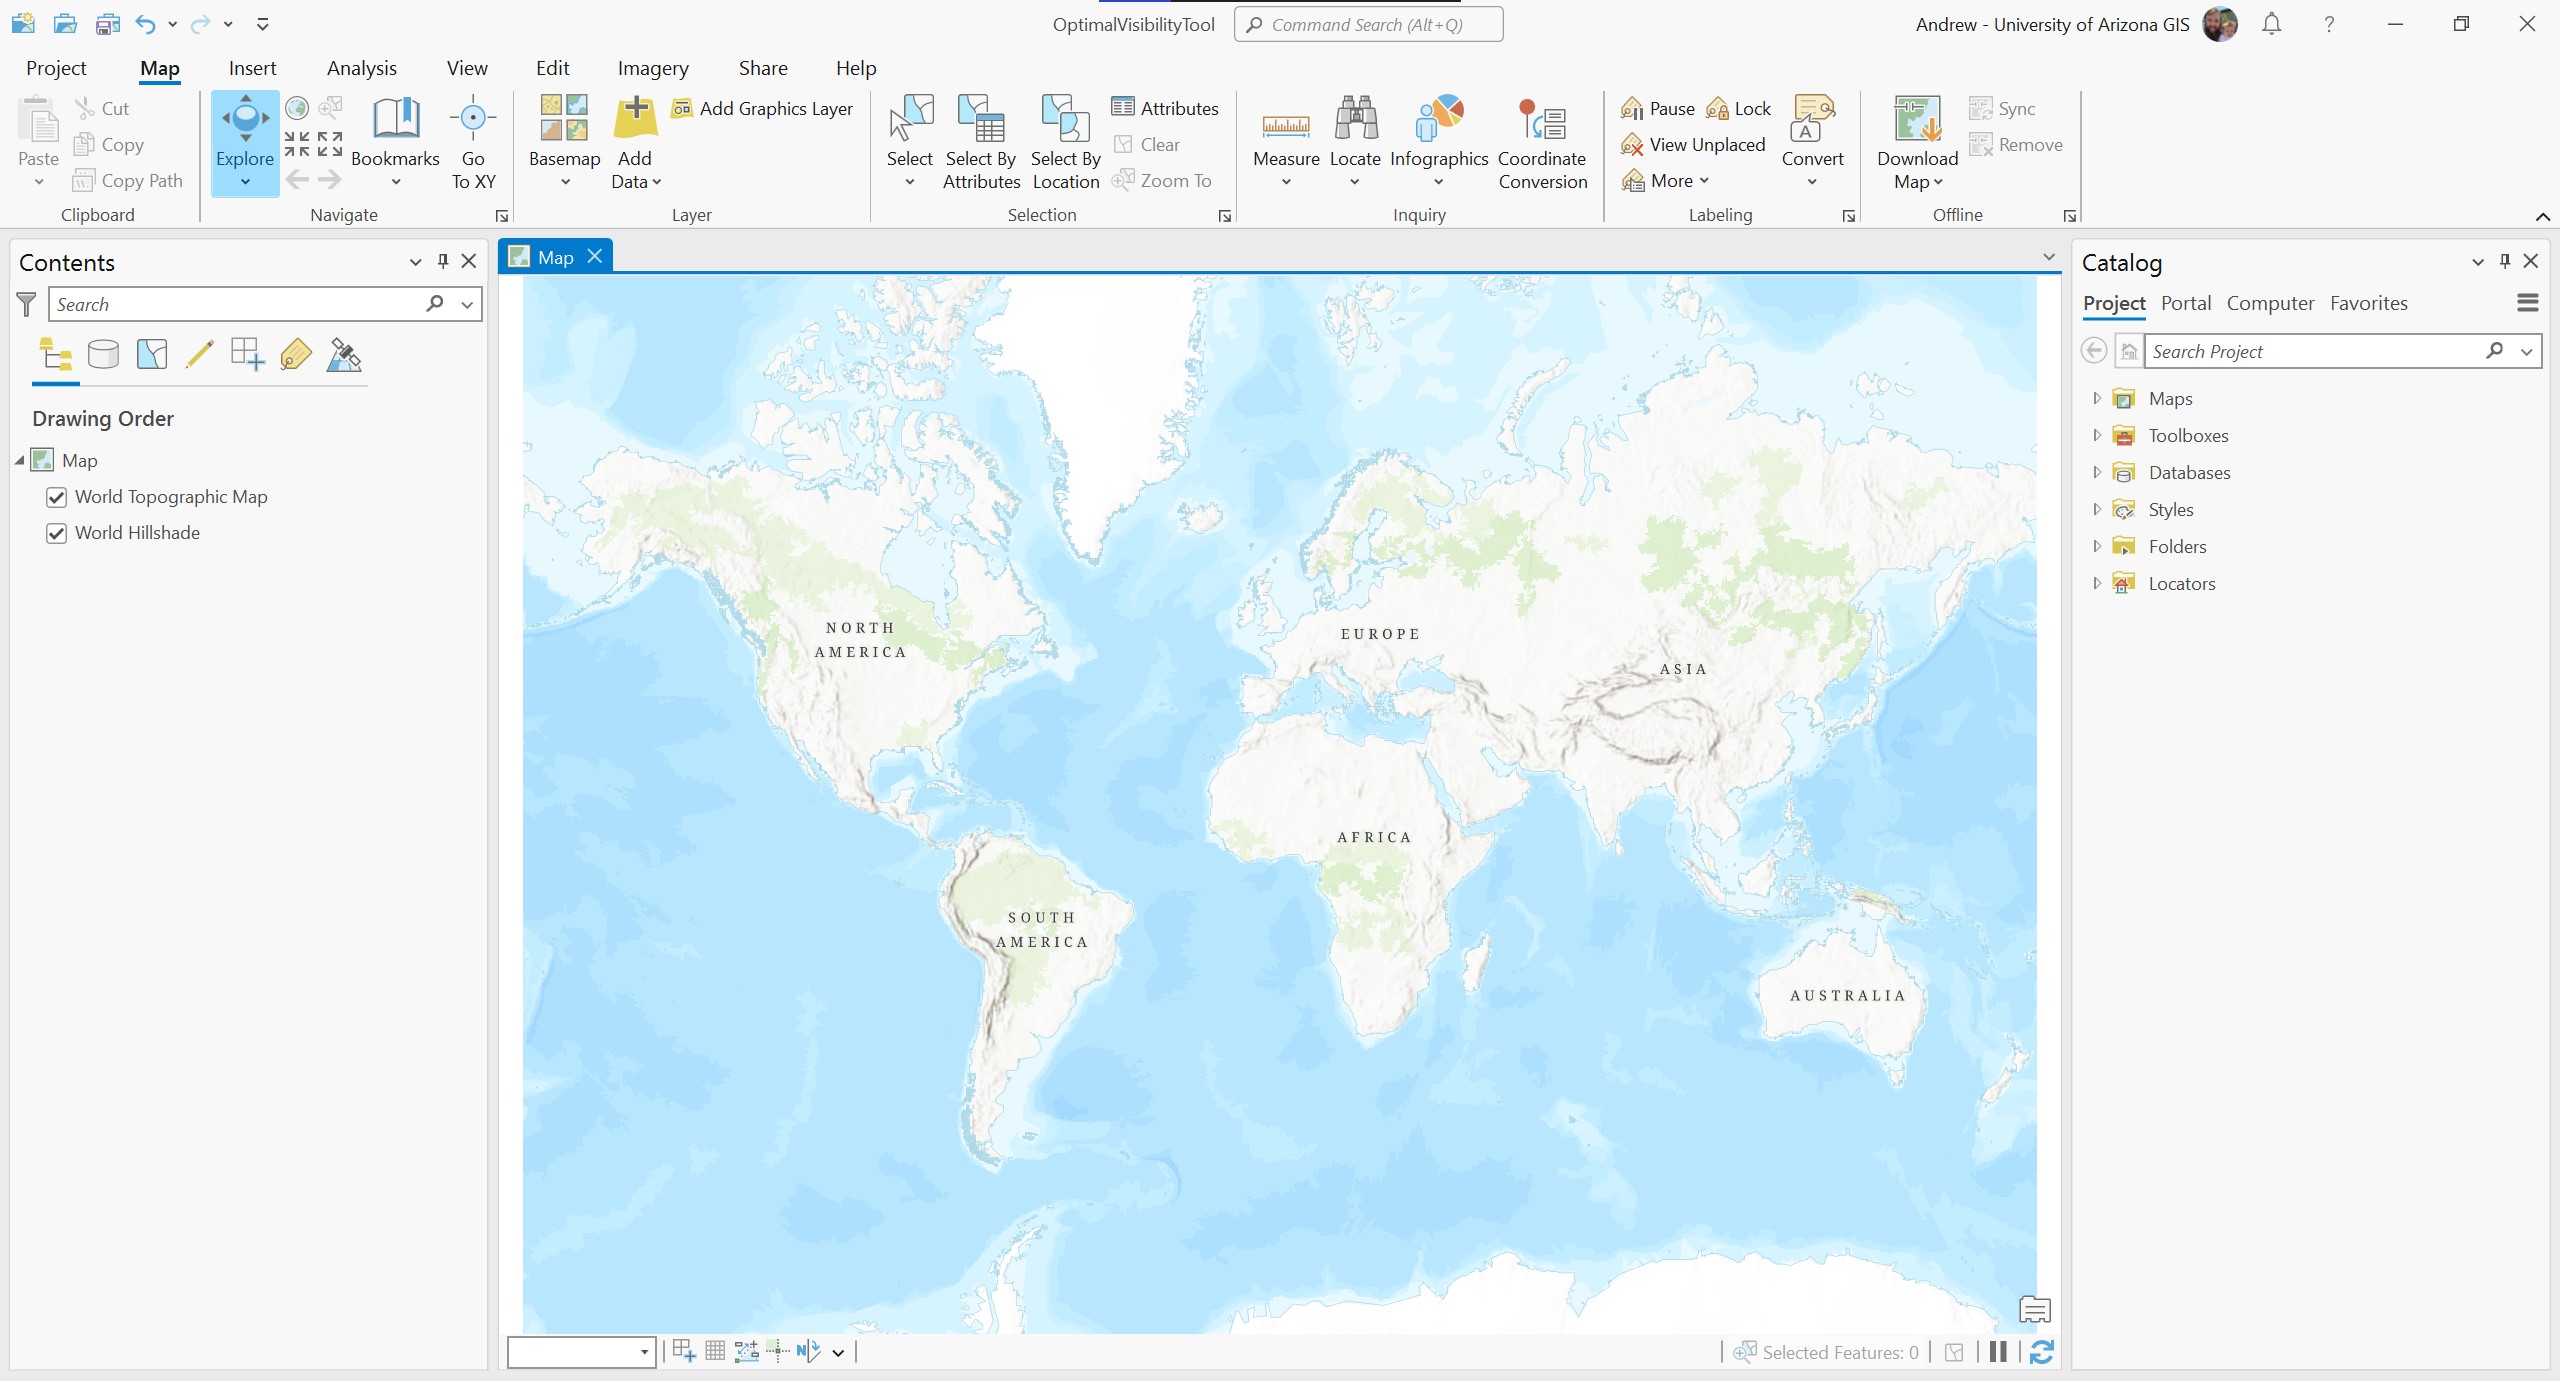 OptimalVisibilityTool
Command Search (Alt+Q)
Andrew - University of Arizona GIS
Project Map Insert Analysis View Edit Imagery Share Help
Paste
Cut
Copy
Copy Path
Clipboard
Explore
Bookmarks
Go
To XY
Navigate
Basemap
Add
Data
Add Graphics Layer
Layer
Select
Select By
Attributes
Select By
Location
Attributes
Clear
Zoom To
Selection
Measure
Locate
Infographics
Coordinate
Conversion
Inquiry
Pause
Lock
View Unplaced
More
Convert
Labeling
Download
Map
Sync
Remove
Offline
Contents
Search
Drawing Order
Map
World Topographic Map
World Hillshade
Map
NORTH
AMERICA
EUROPE
ASIA
AFRICA
SOUTH
AMERICA
AUSTRALIA
Selected Features: 0
Catalog
Project Portal Computer Favorites
Search Project
Maps
Toolboxes
Databases
Styles
Folders
Locators